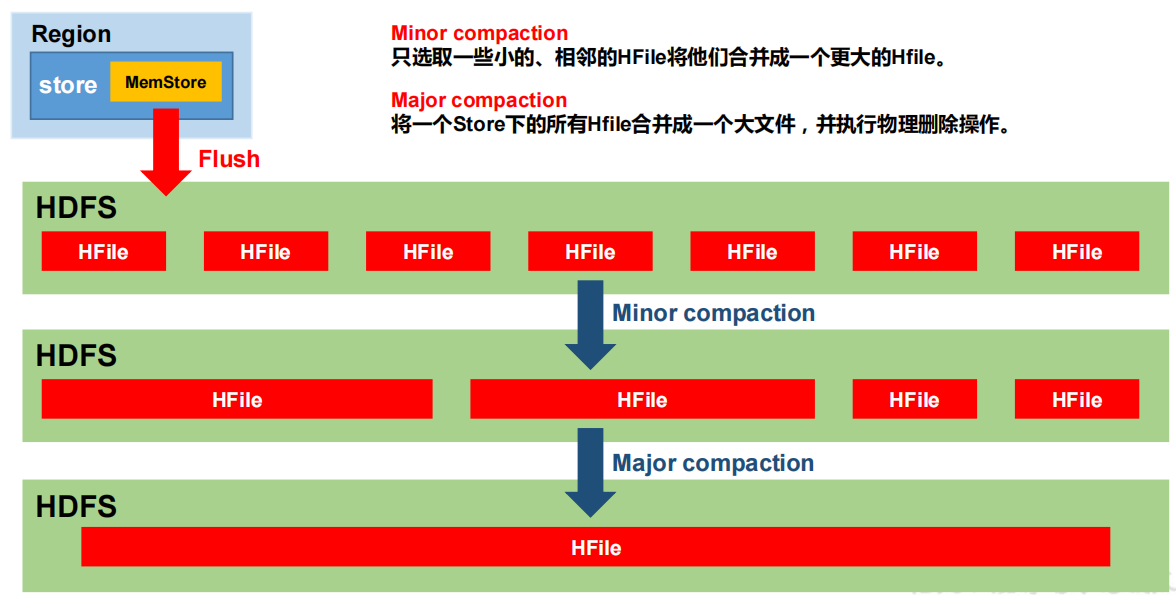 Region
store
MemStore
Flush
Minor compaction
只选取一些小的、相邻的HFile将他们合并成一个更大的Hfile。
Major compaction
将一个Store下的所有Hfile合并成一个大文件，并执行物理删除操作。
HDFS
HFile HFile HFile HFile HFile HFile HFile
Minor compaction
HDFS
HFile HFile HFile HFile
Major compaction
HDFS
HFile